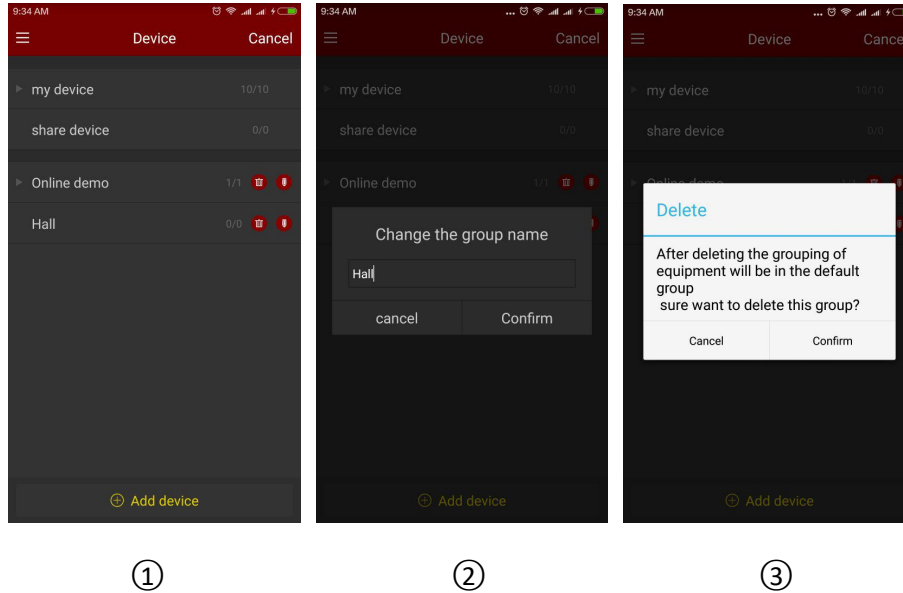 9:34 AM
Device Cancel
my device 10/10
share device 0/0
Online demo 1/1
Hall 0/0
Add device
①
9:34 AM
Device Cancel
my device 10/10
share device 0/0
Online demo 1/1
Change the group name
Hall
cancel Confirm
Add device
②
9:34 AM
Device Cance
my device 10/10
share device 0/0
Online demo
Delete
After deleting the grouping of
equipment will be in the default
group
sure want to delete this group?
Cancel Confirm
Add device
③